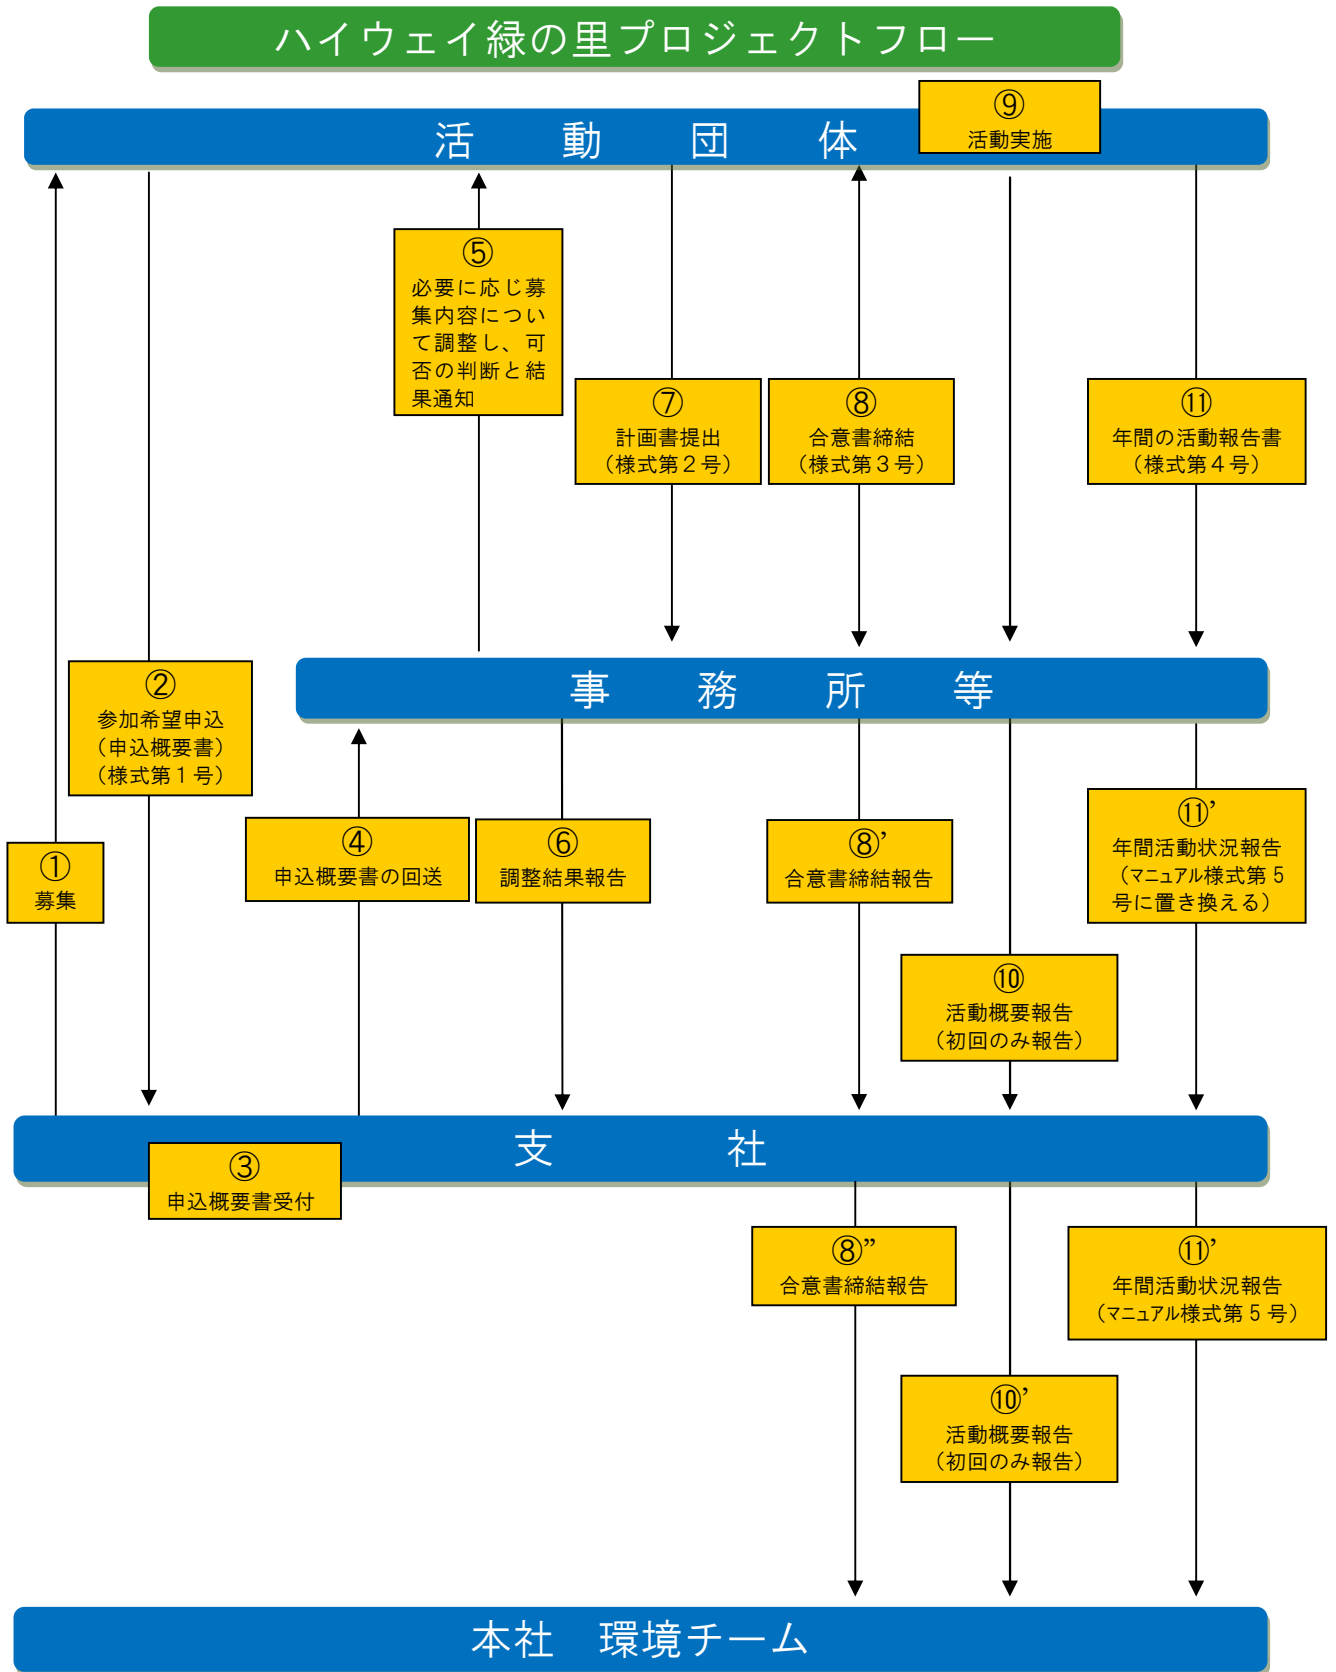 ハイウェイ緑の里プロジェクトフロー
活動団体
⑨
活動実施
⑤
必要に応じ募
集内容につい
て調整し、可
否の判断と結
果通知
⑦
計画書提出
（様式第２号）
⑧
合意書締結
（様式第３号）
⑪
年間の活動報告書
（様式第４号）
事務所等
②
参加希望申込
（申込概要書）
（様式第１号）
①
募集
④
申込概要書の回送
⑥
調整結果報告
⑧’
合意書締結報告
⑪’
年間活動状況報告
（マニュアル様式第５
号に置き換える）
⑩
活動概要報告
（初回のみ報告）
支社
③
申込概要書受付
⑧”
合意書締結報告
⑪’
年間活動状況報告
（マニュアル様式第５号）
⑩’
活動概要報告
（初回のみ報告）
本社　環境チーム